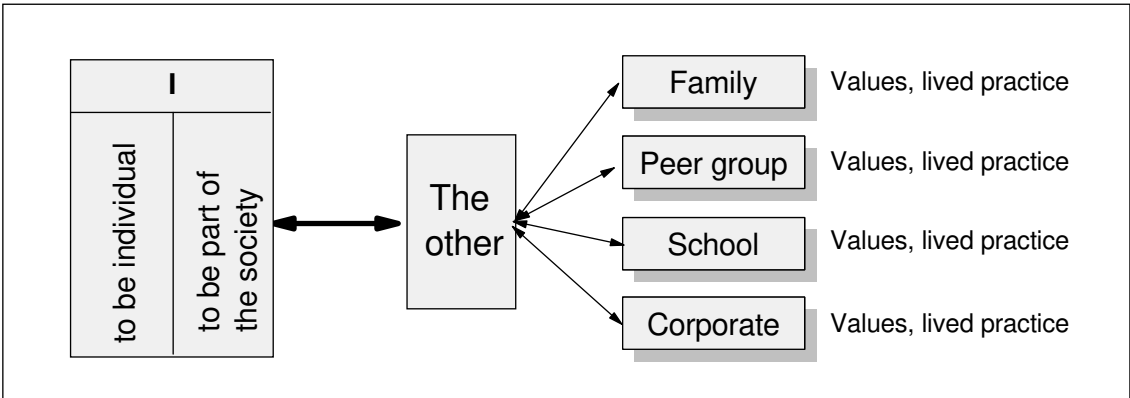 I
to be individual
to be part of
the society
The
other
Family
Values, lived practice
Peer group
Values, lived practice
School
Values, lived practice
Corporate
Values, lived practice